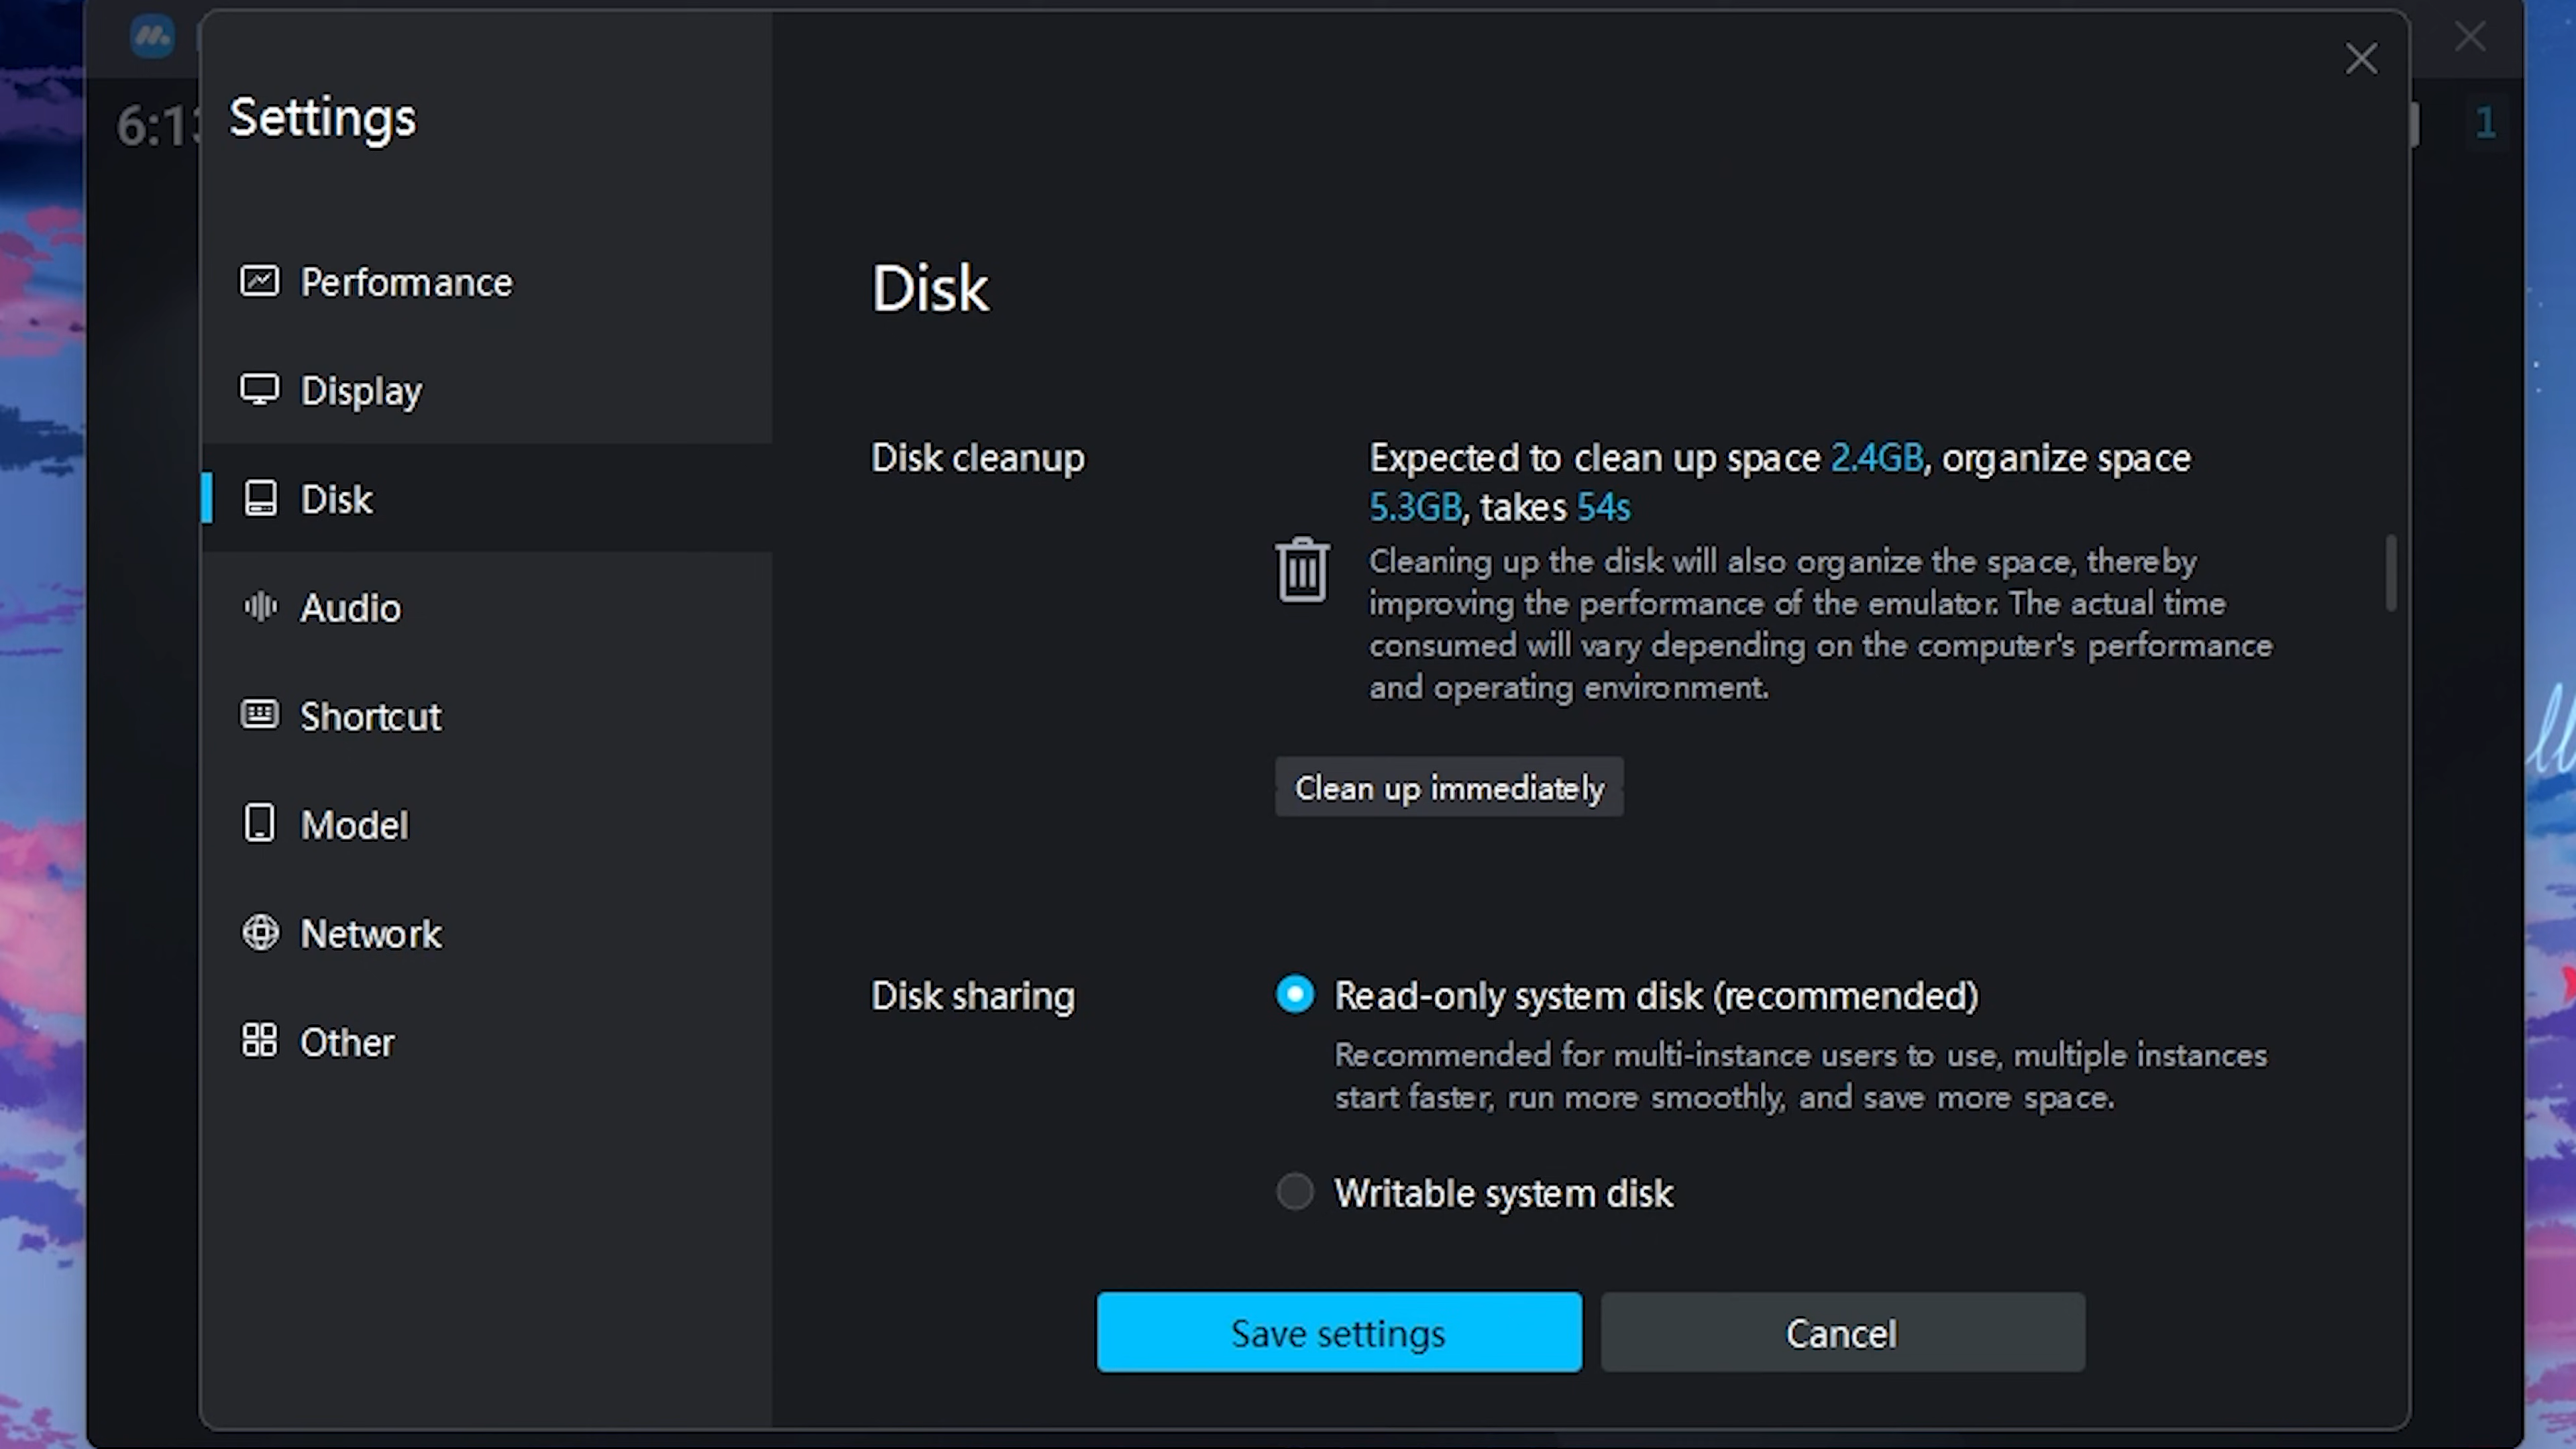 6:13
1
Settings
Performance
Display
Disk
Audio
Shortcut
Model
Network
Other
Disk
Disk cleanup
Expected to clean up space 2.4GB, organize space
5.3GB, takes 54s
Cleaning up the disk will also organize the space, thereby
improving the performance of the emulator. The actual time
consumed will vary depending on the computer's performance
and operating environment.
Clean up immediately
Disk sharing
Read-only system disk (recommended)
Recommended for multi-instance users to use, multiple instances
start faster, run more smoothly, and save more space.
Writable system disk
Save settings
Cancel